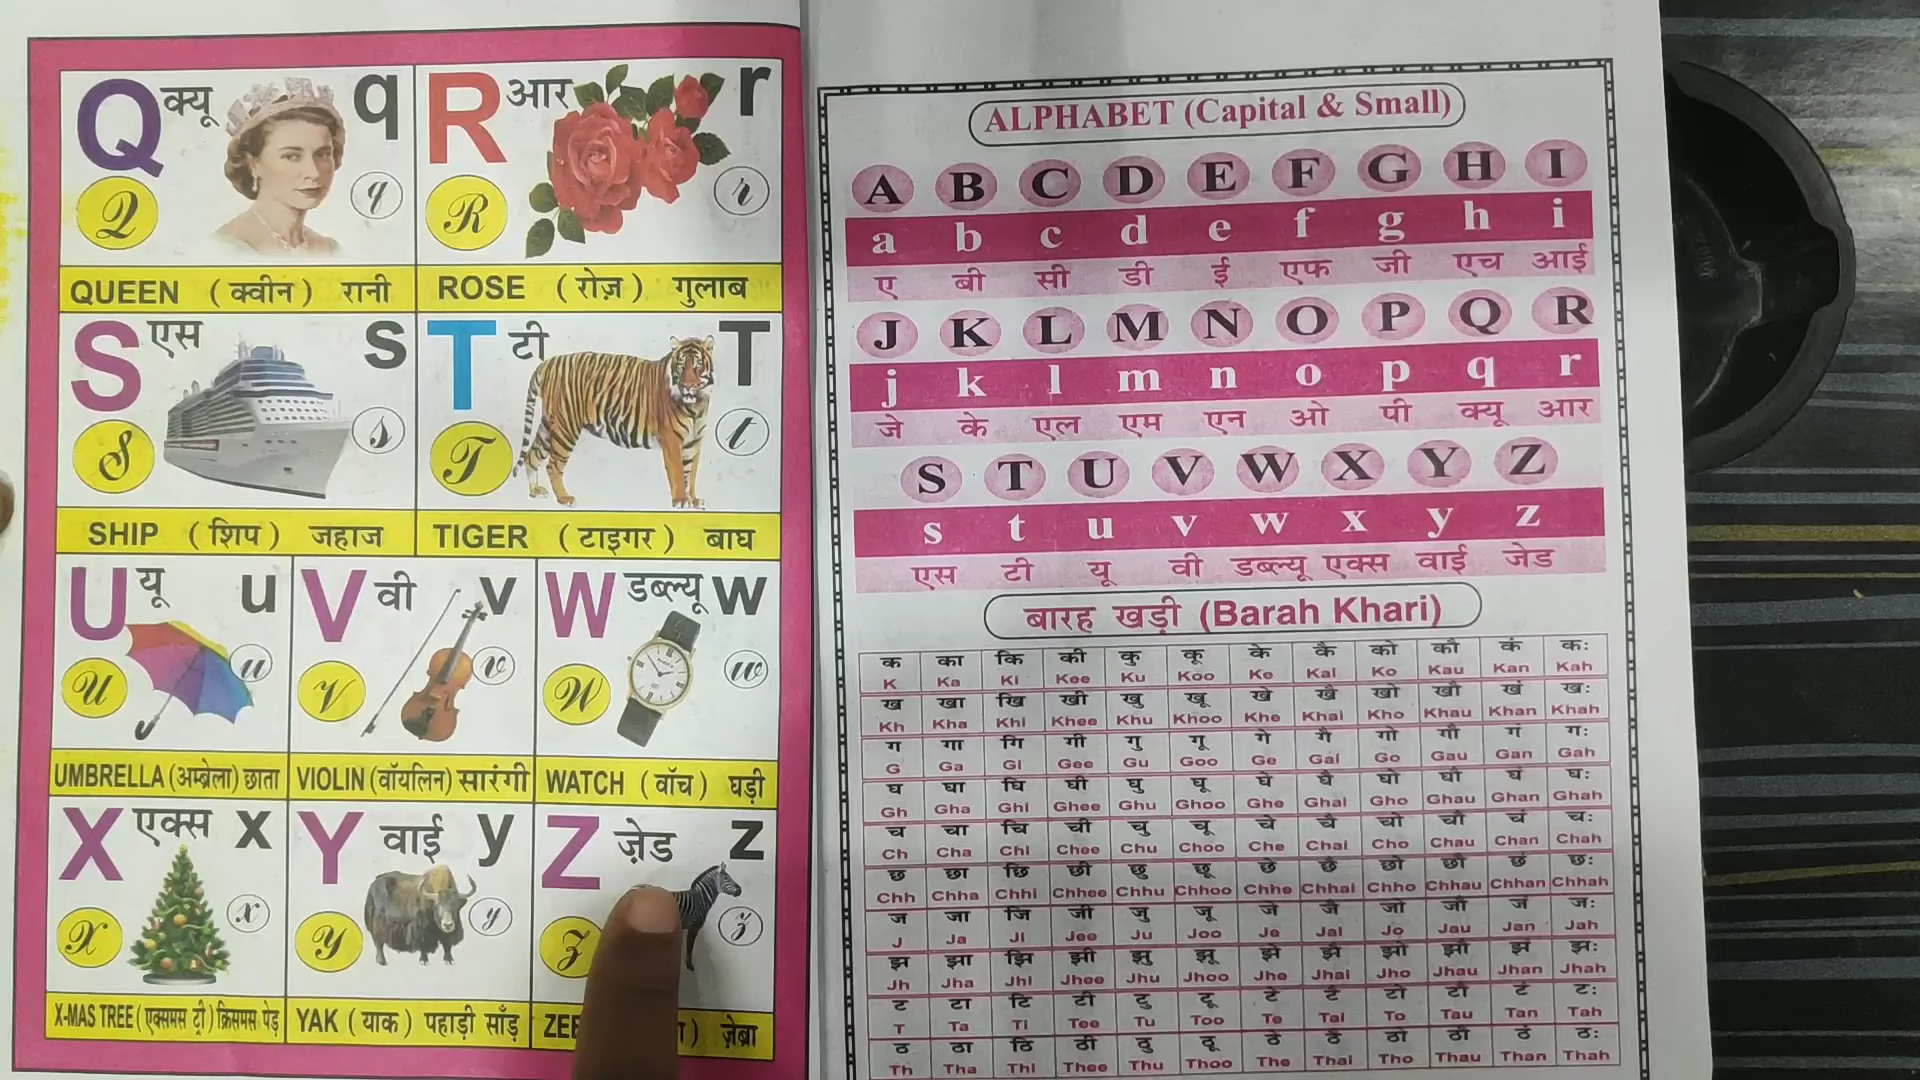 Q क्यू q
Q q
QUEEN ( क्वीन ) रानी
R आर r
R r
ROSE ( रोज़ ) गुलाब
S एस s
S s
SHIP ( शिप ) जहाज
T टी T
T t
TIGER ( टाइगर ) बाघ
U यू u
U u
UMBRELLA (अम्ब्रेला) छाता
V वी v
V v
VIOLIN (वॉयलिन) सारंगी
W डब्ल्यू w
W w
WATCH ( वॉच ) घड़ी
X एक्स x
X x
X-MAS TREE ( एक्समस ट्री ) क्रिसमस पेड़
Y वाई y
Y y
YAK ( याक ) पहाड़ी साँड़
Z ज़ेड z
Z z
ज़ेब्रा
ALPHABET (Capital & Small)
A B C D E F G H I
a b c d e f g h i
ए बी सी डी ई एफ जी एच आई
J K L M N O P Q R
j k l m n o p q r
जे के एल एम एन ओ पी क्यू आर
S T U V W X Y Z
s t u v w x y z
एस टी यू वी डब्ल्यू एक्स वाई जेड
बारह खड़ी (Barah Khari)
क का कि की कु कू के कै को कौ कं क:
K Ka Ki Kee Ku Koo Ke Kai Ko Kau Kan Kah
ख खा खि खी खु खू खे खै खो खौ खं ख:
Kh Kha Khi Khee Khu Khoo Khe Khai Kho Khau Khan Khah
ग गा गि गी गु गू गे गै गो गौ गं ग:
G Ga Gi Gee Gu Goo Ge Gai Go Gau Gan Gah
घ घा घि घी घु घू घे घै घो घौ घं घ:
Gh Gha Ghi Ghee Ghu Ghoo Ghe Ghai Gho Ghau Ghan Ghah
च चा चि ची चु चू चे चै चो चौ चं च:
Ch Cha Chi Chee Chu Choo Che Chai Cho Chau Chan Chah
छ छा छि छी छु छू छे छै छो छौ छं छ:
Chh Chha Chhi Chhee Chhu Chhoo Chhe Chhai Chho Chhau Chhan Chhah
ज जा जि जी जु जू जे जै जो जौ जं ज:
J Ja Ji Jee Ju Joo Je Jai Jo Jau Jan Jah
झ झा झि झी झु झू झे झै झो झौ झं झ:
Jh Jha Jhi Jhee Jhu Jhoo Jhe Jhai Jho Jhau Jhan Jhah
ट टा टि टी टु टू टे टै टो टौ टं ट:
T Ta Ti Tee Tu Too Te Tai To Tau Tan Tah
ठ ठा ठि ठी ठु ठू ठे ठै ठो ठौ ठं ठ:
Th Tha Thi Thee Thu Thoo The Thai Tho Thau Than Thah